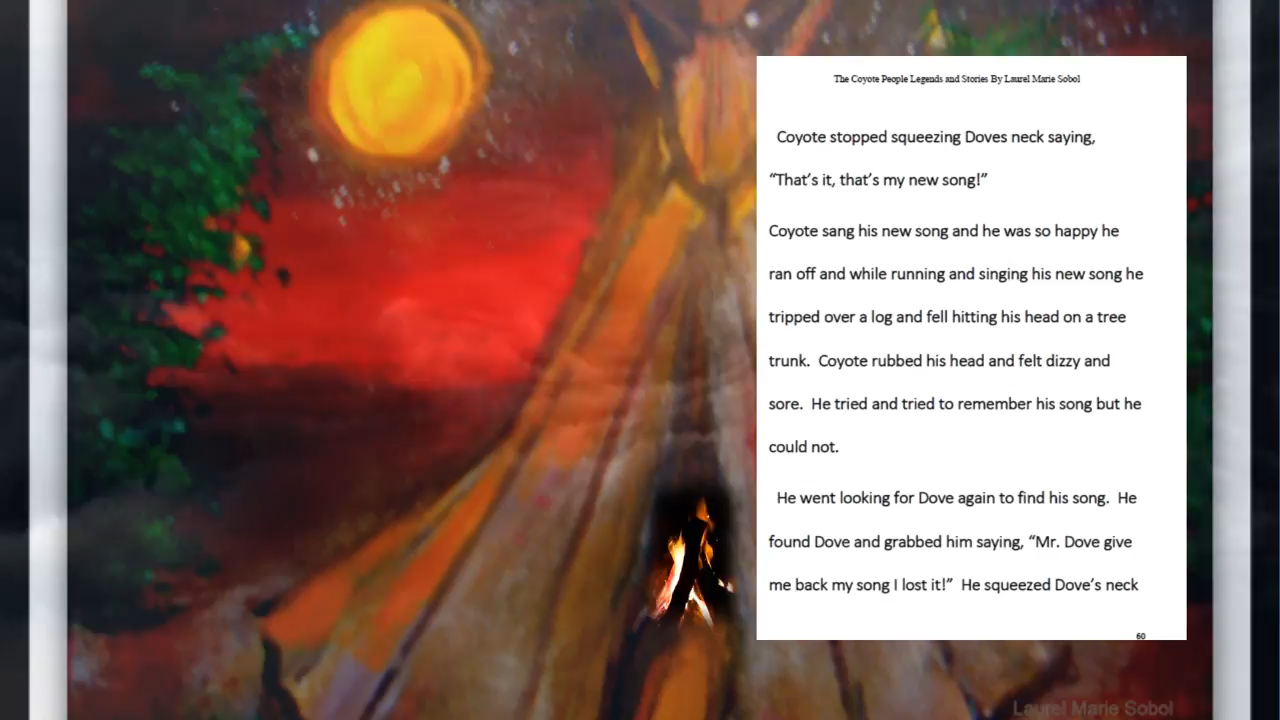 The Coyote People Legends and Stories By Laurel Marie Sobol
Coyote stopped squeezing Doves neck saying,
“That’s it, that’s my new song!”
Coyote sang his new song and he was so happy he
ran off and while running and singing his new song he
tripped over a log and fell hitting his head on a tree
trunk.  Coyote rubbed his head and felt dizzy and
sore.  He tried and tried to remember his song but he
could not.
He went looking for Dove again to find his song.  He
found Dove and grabbed him saying, “Mr. Dove give
me back my song I lost it!”  He squeezed Dove’s neck
60
Laurel Marie Sobol